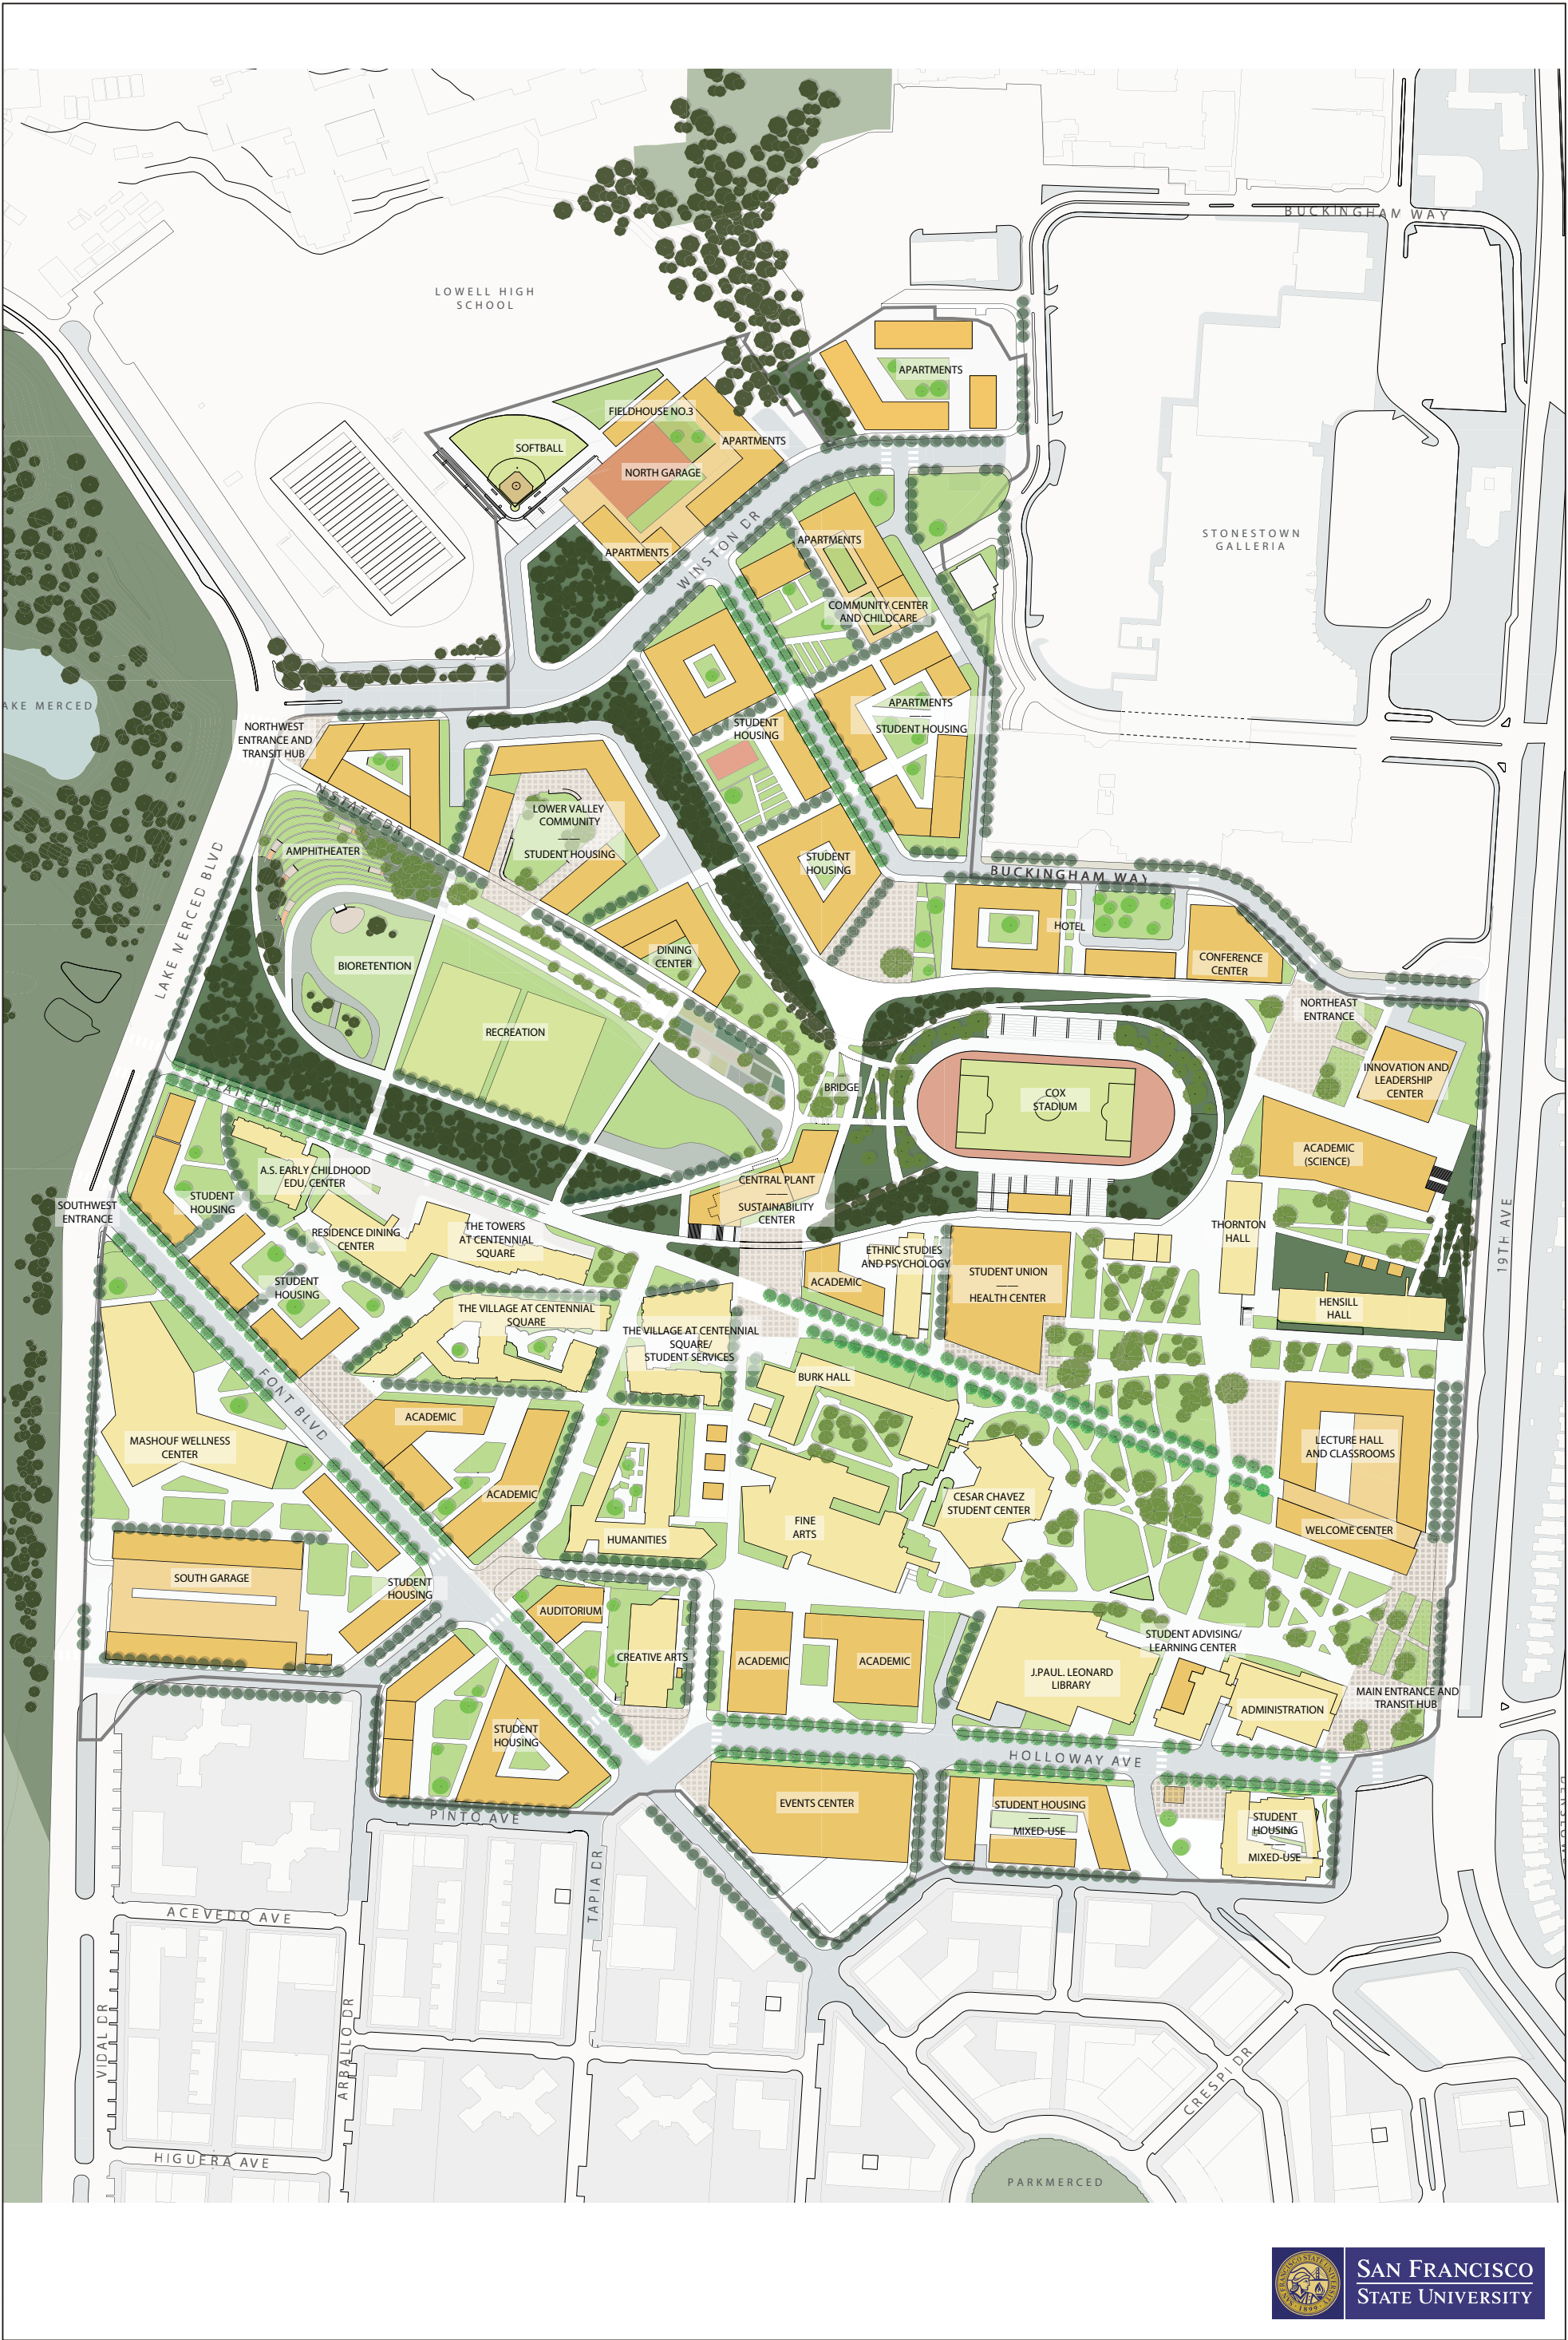 BUCKINGHAM WAY
LOWELL HIGH
SCHOOL
APARTMENTS
FIELDHOUSE NO.3
SOFTBALL
APARTMENTS
NORTH GARAGE
APARTMENTS
WINSTON DR
APARTMENTS
STONESTOWN
GALLERIA
COMMUNITY CENTER
AND CHILDCARE
AKE MERCED
NORTHWEST
ENTRANCE AND
TRANSIT HUB
STUDENT
HOUSING
APARTMENTS
STUDENT HOUSING
N STATE DR
LOWER VALLEY
COMMUNITY
STUDENT HOUSING
AMPHITHEATER
STUDENT
HOUSING
BUCKINGHAM WAY
LAKE MERCED BLVD
HOTEL
DINING
CENTER
CONFERENCE
CENTER
BIORETENTION
NORTHEAST
ENTRANCE
RECREATION
INNOVATION AND
LEADERSHIP
CENTER
BRIDGE
COX
STADIUM
STATE DR
ACADEMIC
(SCIENCE)
A.S. EARLY CHILDHOOD
EDU. CENTER
CENTRAL PLANT
SUSTAINABILITY
CENTER
SOUTHWEST
ENTRANCE
STUDENT
HOUSING
RESIDENCE DINING
CENTER
THE TOWERS
AT CENTENNIAL
SQUARE
THORNTON
HALL
19TH AVE
ETHNIC STUDIES
AND PSYCHOLOGY
ACADEMIC
STUDENT UNION
HEALTH CENTER
STUDENT
HOUSING
HENSILL
HALL
THE VILLAGE AT CENTENNIAL
SQUARE
THE VILLAGE AT CENTENNIAL
SQUARE/
STUDENT SERVICES
BURK HALL
FONT BLVD
ACADEMIC
MASHOUF WELLNESS
CENTER
LECTURE HALL
AND CLASSROOMS
ACADEMIC
CESAR CHAVEZ
STUDENT CENTER
FINE
ARTS
HUMANITIES
WELCOME CENTER
SOUTH GARAGE
STUDENT
HOUSING
AUDITORIUM
STUDENT ADVISING/
LEARNING CENTER
CREATIVE ARTS
ACADEMIC
ACADEMIC
J.PAUL. LEONARD
LIBRARY
MAIN ENTRANCE AND
TRANSIT HUB
ADMINISTRATION
STUDENT
HOUSING
HOLLOWAY AVE
EVENTS CENTER
STUDENT HOUSING
MIXED-USE
STUDENT
HOUSING
MIXED-USE
PINTO AVE
TAPIA DR
ACEVEDO AVE
VIDAL DR
ARBALLO DR
CRESPI DR
HIGUERA AVE
PARKMERCED
SAN FRANCISCO STATE UNIVERSITY
1899
SAN FRANCISCO
STATE UNIVERSITY